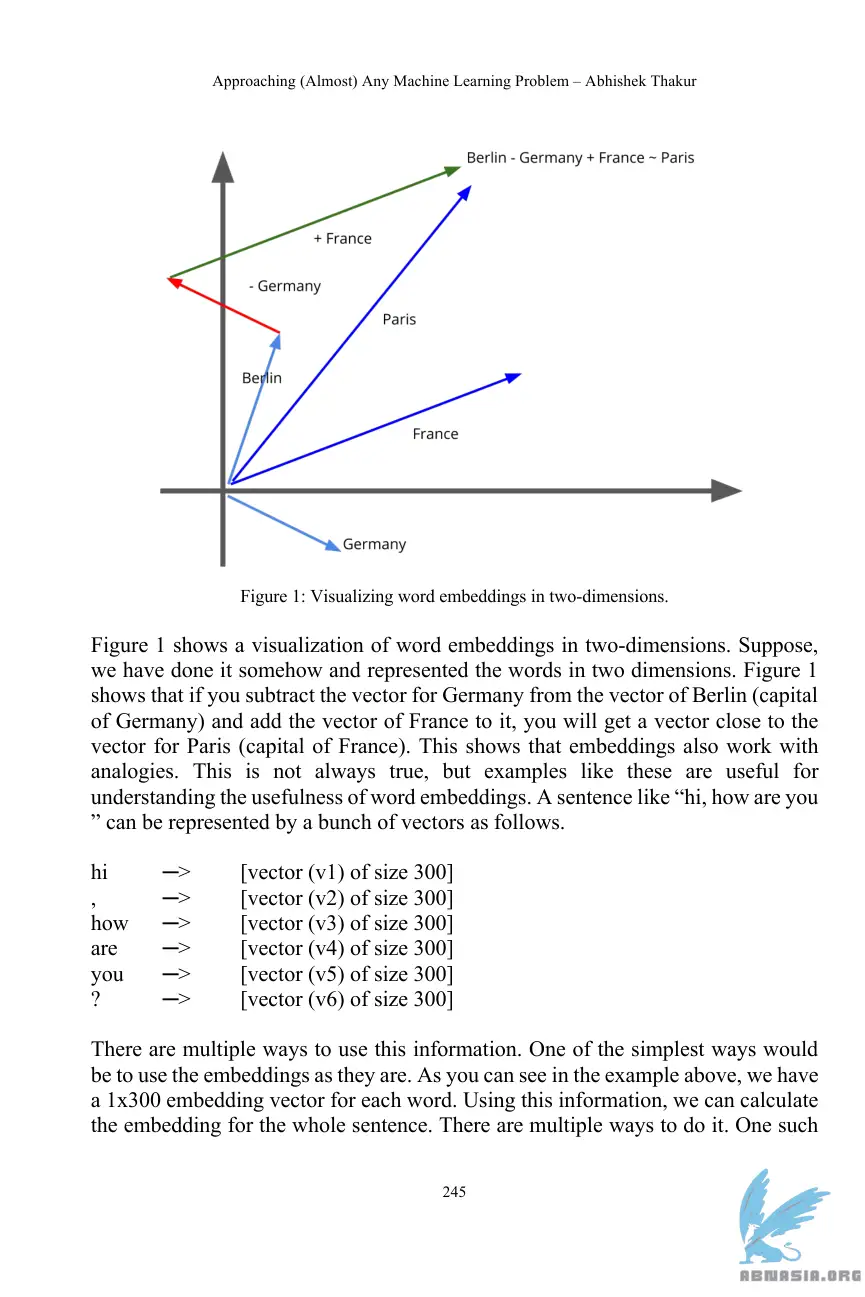 Approaching (Almost) Any Machine Learning Problem – Abhishek Thakur
Berlin - Germany + France ~ Paris
+ France
- Germany
Paris
Berlin
France
Germany
Figure 1: Visualizing word embeddings in two-dimensions.
Figure 1 shows a visualization of word embeddings in two-dimensions. Suppose,
we have done it somehow and represented the words in two dimensions. Figure 1
shows that if you subtract the vector for Germany from the vector of Berlin (capital
of Germany) and add the vector of France to it, you will get a vector close to the
vector for Paris (capital of France). This shows that embeddings also work with
analogies. This is not always true, but examples like these are useful for
understanding the usefulness of word embeddings. A sentence like “hi, how are you
” can be represented by a bunch of vectors as follows.
hi —> [vector (v1) of size 300]
, —> [vector (v2) of size 300]
how —> [vector (v3) of size 300]
are —> [vector (v4) of size 300]
you —> [vector (v5) of size 300]
? —> [vector (v6) of size 300]
There are multiple ways to use this information. One of the simplest ways would
be to use the embeddings as they are. As you can see in the example above, we have
a 1x300 embedding vector for each word. Using this information, we can calculate
the embedding for the whole sentence. There are multiple ways to do it. One such
245
ABNASIA.ORG